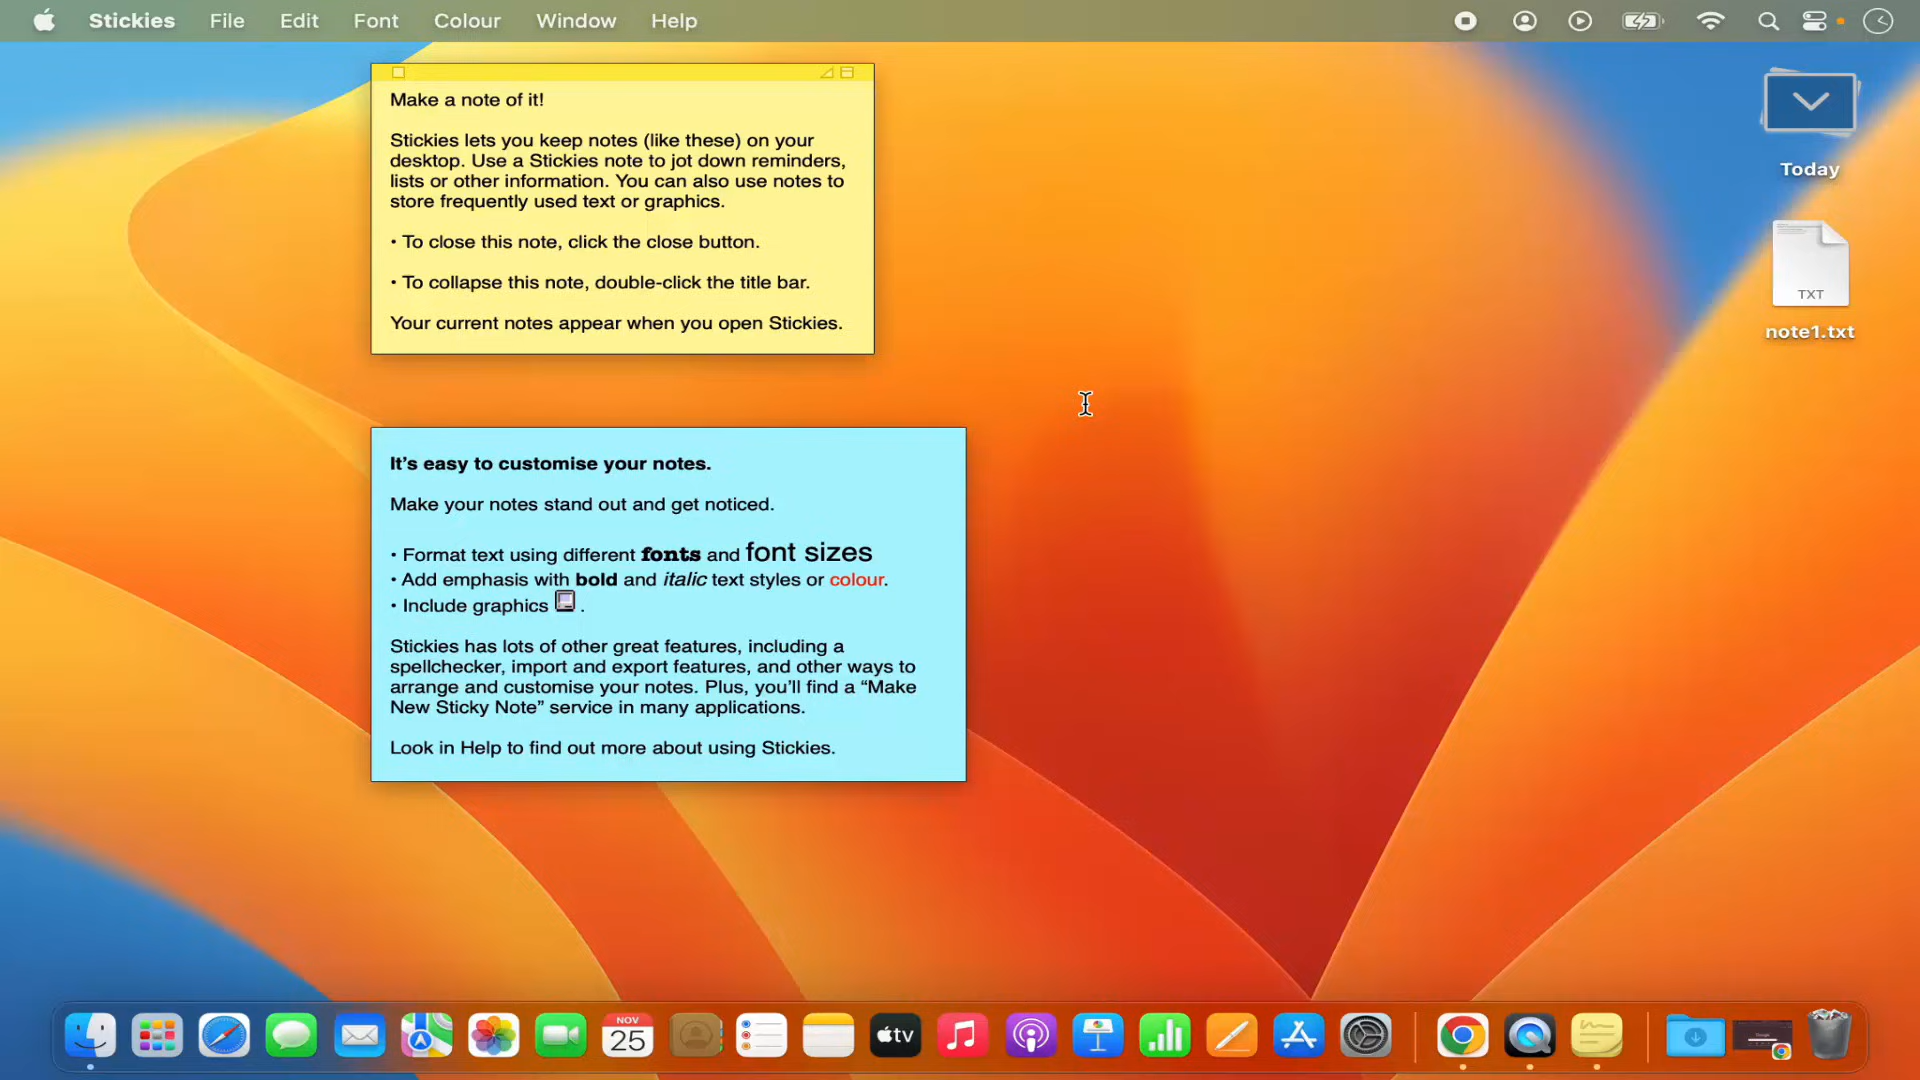 Stickies File Edit Font Colour Window Help
Make a note of it!
Stickies lets you keep notes (like these) on your
desktop. Use a Stickies note to jot down reminders,
lists or other information. You can also use notes to
store frequently used text or graphics.
• To close this note, click the close button.
• To collapse this note, double-click the title bar.
Your current notes appear when you open Stickies.
Today
TXT
note1.txt
It’s easy to customise your notes.
Make your notes stand out and get noticed.
• Format text using different fonts and font sizes
• Add emphasis with bold and italic text styles or colour.
• Include graphics .
Stickies has lots of other great features, including a
spellchecker, import and export features, and other ways to
arrange and customise your notes. Plus, you’ll find a “Make
New Sticky Note” service in many applications.
Look in Help to find out more about using Stickies.
NOV
25
tv